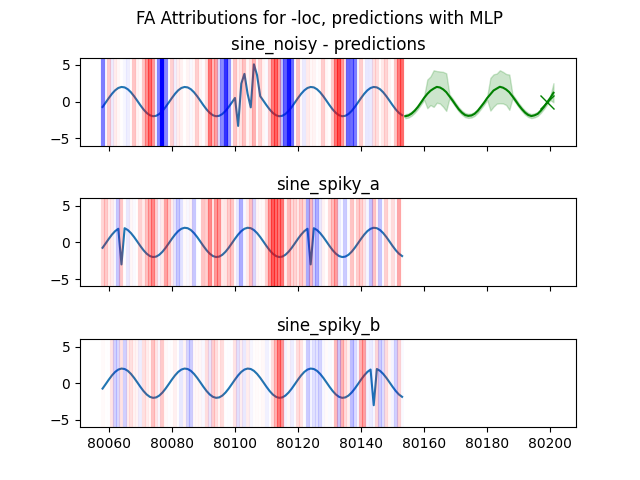 FA Attributions for -loc, predictions with MLP
sine_noisy - predictions
5
0
−5
sine_spiky_a
5
0
−5
sine_spiky_b
5
0
−5
80060 80080 80100 80120 80140 80160 80180 80200